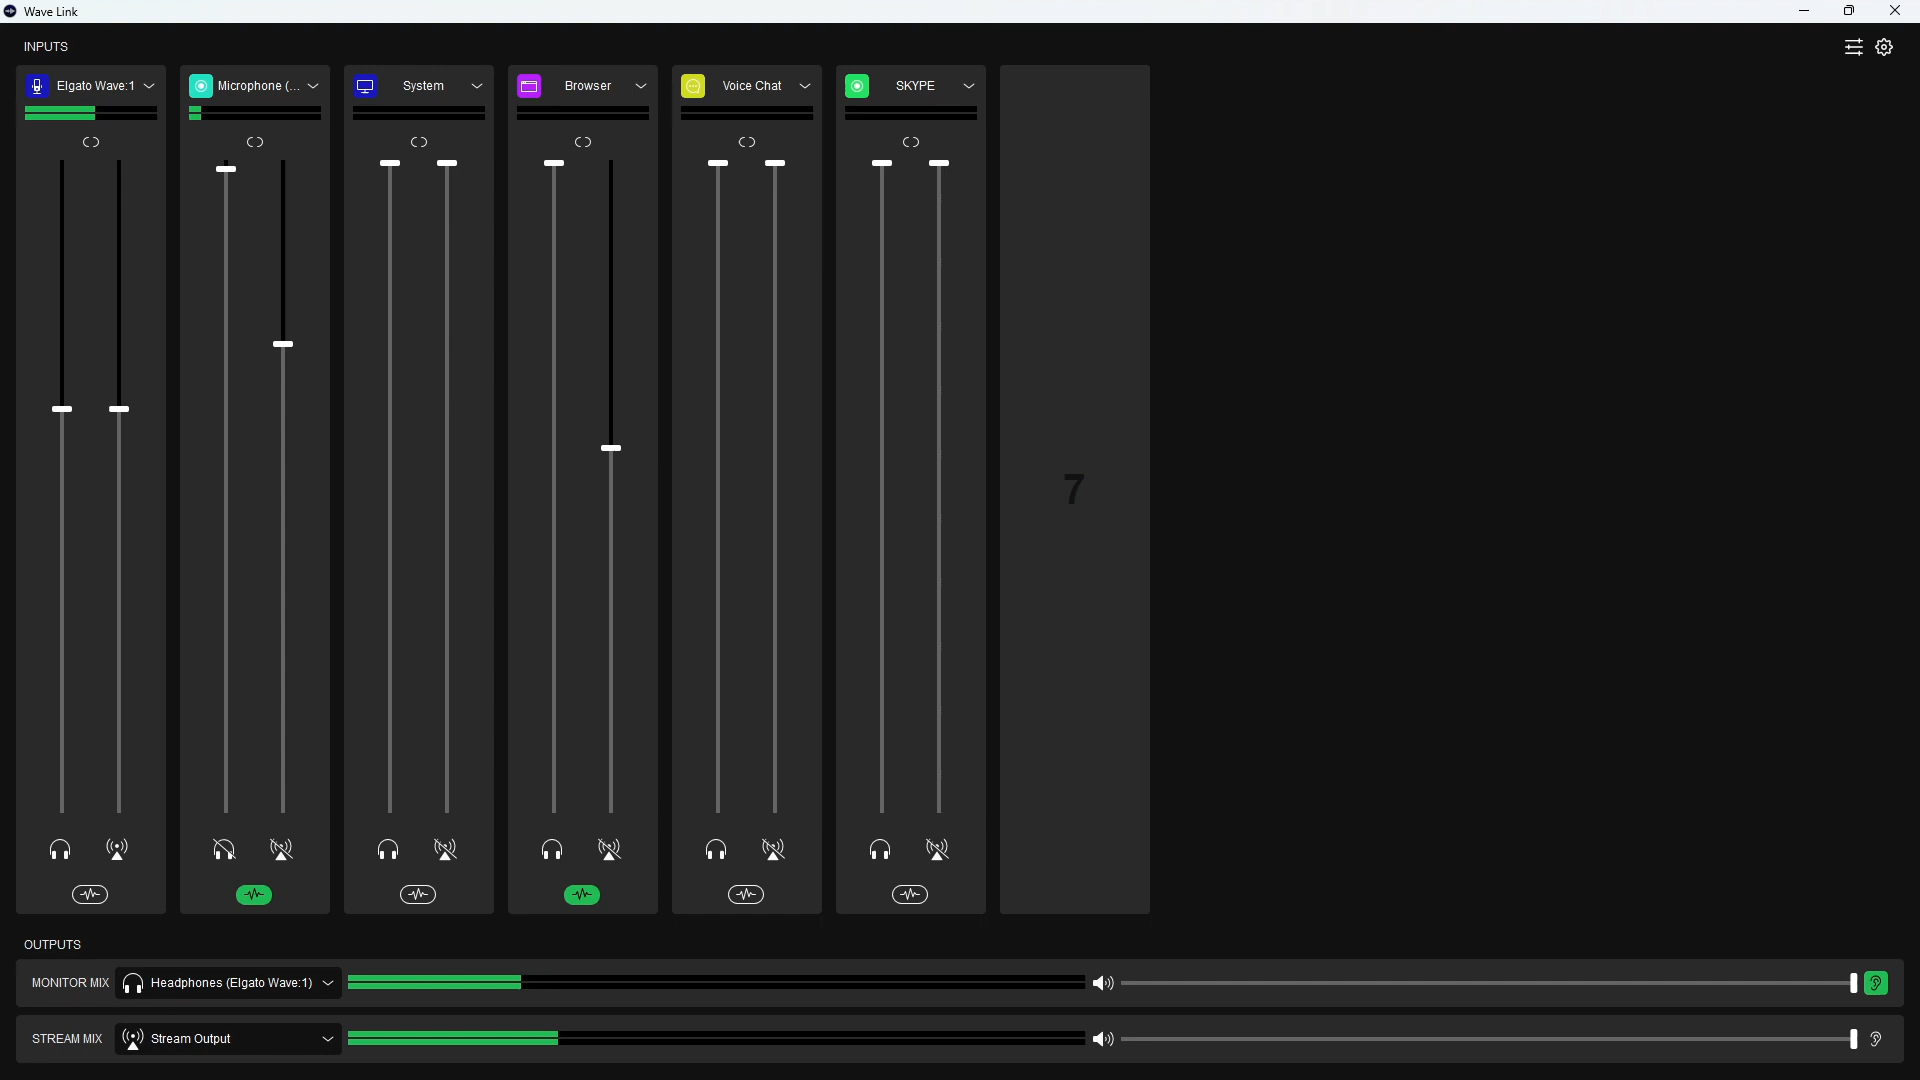 Wave Link
INPUTS
Elgato Wave:1
Microphone (...
System
Browser
Voice Chat
SKYPE
7
OUTPUTS
MONITOR MIX
Headphones (Elgato Wave:1)
STREAM MIX
Stream Output